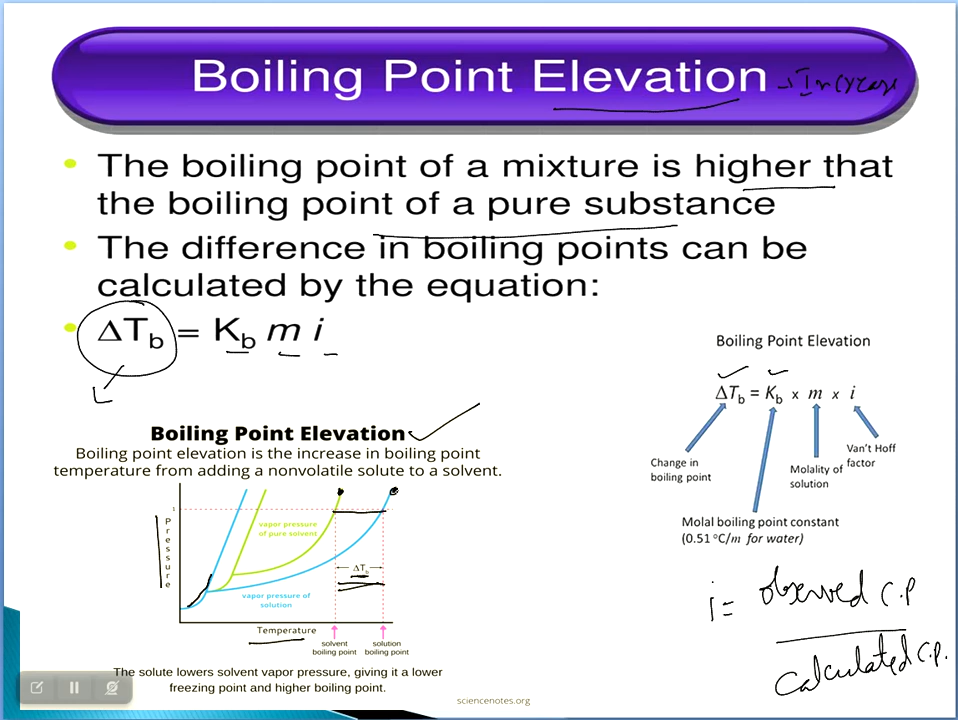 Boiling Point Elevation → Increase
• The boiling point of a mixture is higher that
the boiling point of a pure substance
• The difference in boiling points can be
calculated by the equation:
• ΔTb = Kb m i
Boiling Point Elevation
Boiling point elevation is the increase in boiling point
temperature from adding a nonvolatile solute to a solvent.
1
Pressure
vapor pressure
of pure solvent
ΔTb
vapor pressure of
solution
Temperature
solvent
boiling point
solution
boiling point
The solute lowers solvent vapor pressure, giving it a lower
freezing point and higher boiling point.
sciencenotes.org
Boiling Point Elevation
ΔTb = Kb x m x i
Change in
boiling point
Molality of
solution
Van't Hoff
factor
Molal boiling point constant
(0.51 °C/m for water)
i = observed C.P
calculated C.P.